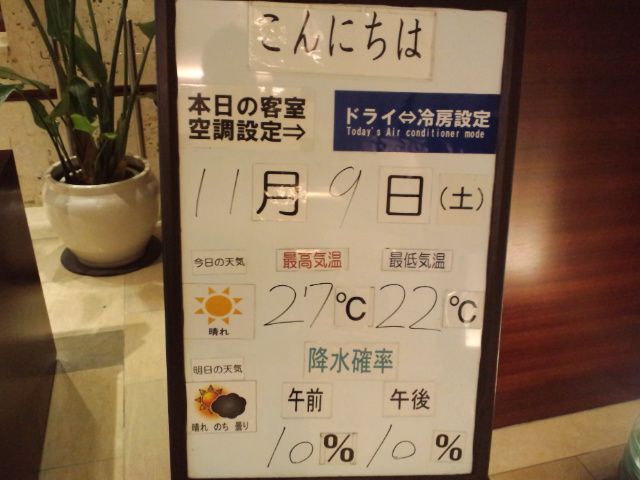 こんにちは
本日の客室
空調設定⇒
ドライ⇔冷房設定
Today's Air conditioner mode
11月9日(土)
今日の天気 最高気温 最低気温
27℃ 22℃
晴れ
降水確率
明日の天気
午前 午後
晴れ のち 曇り
10% 10%